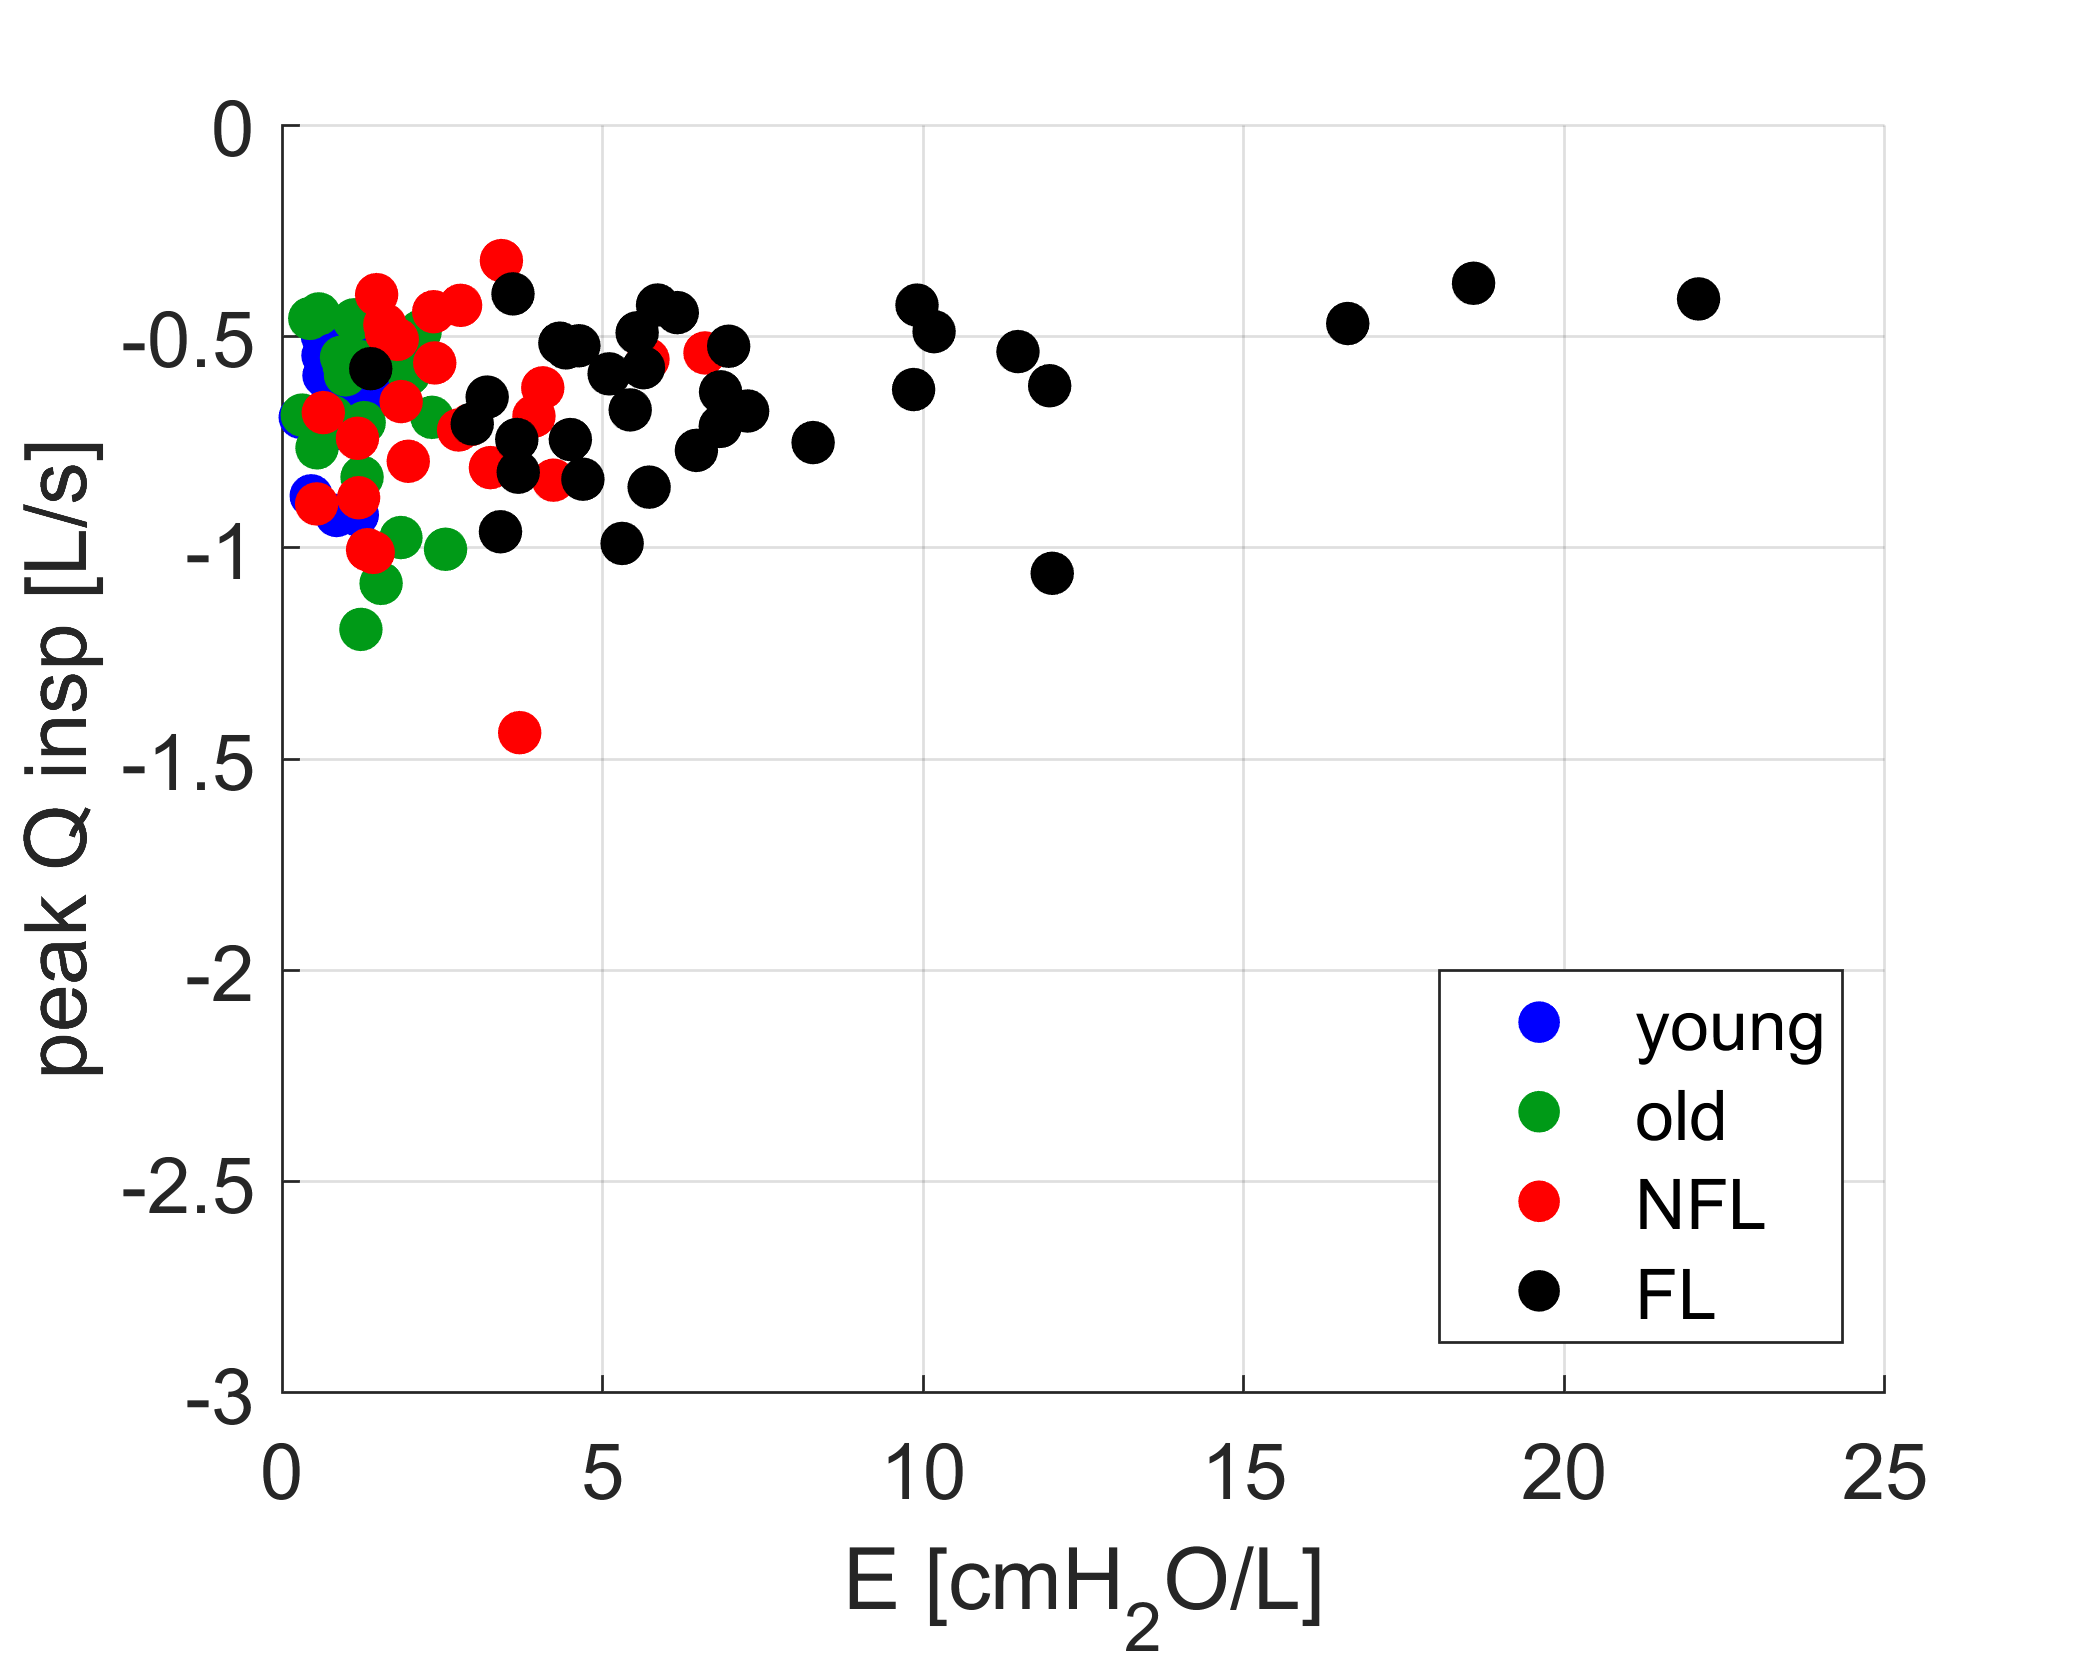 0
-0.5
-1
-1.5
-2
-2.5
-3
peak Q insp [L/s]
young
old
NFL
FL
0 5 10 15 20 25
E [cmH₂O/L]